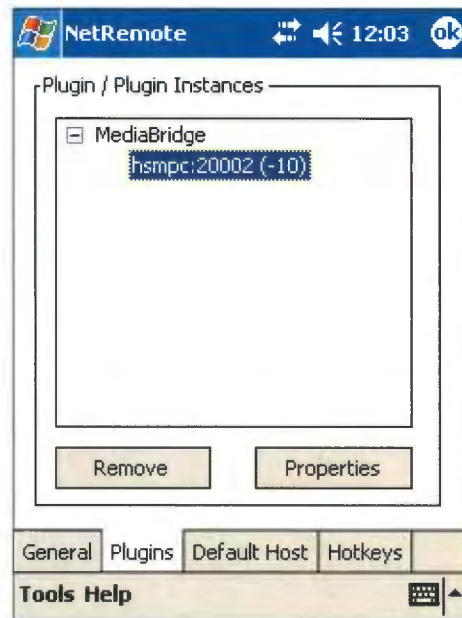 NetRemote 12:03 ok
Plugin / Plugin Instances
MediaBridge
hsmpc:20002 (-10)
Remove Properties
General Plugins Default Host Hotkeys
Tools Help